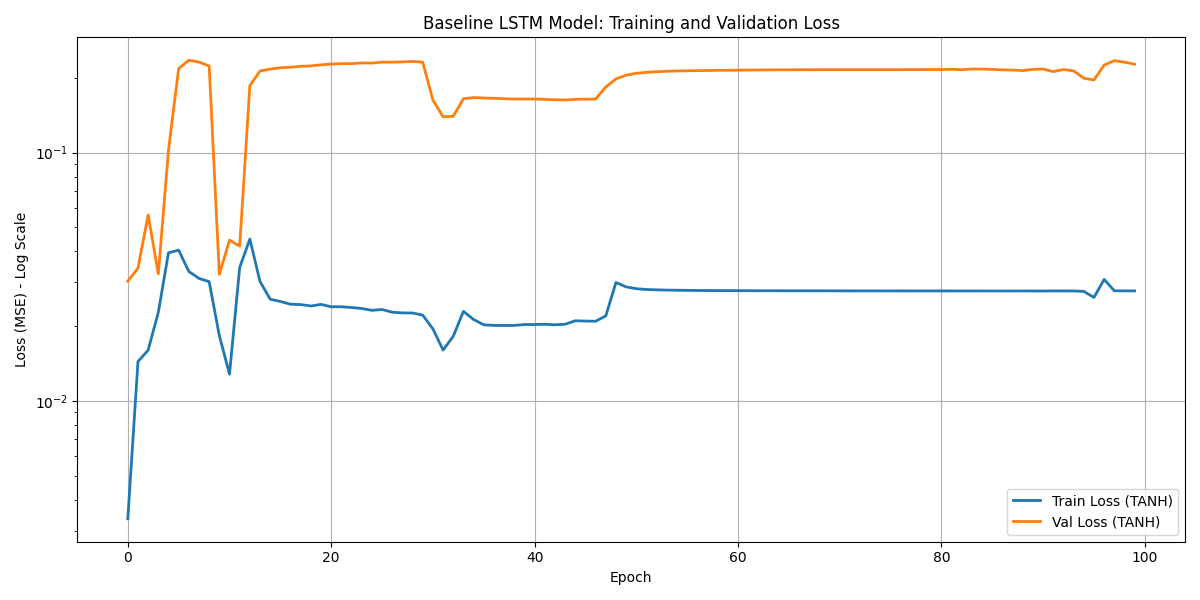 Baseline LSTM Model: Training and Validation Loss
Loss (MSE) - Log Scale
10⁻¹
10⁻²
0 20 40 60 80 100
Epoch
Train Loss (TANH)
Val Loss (TANH)